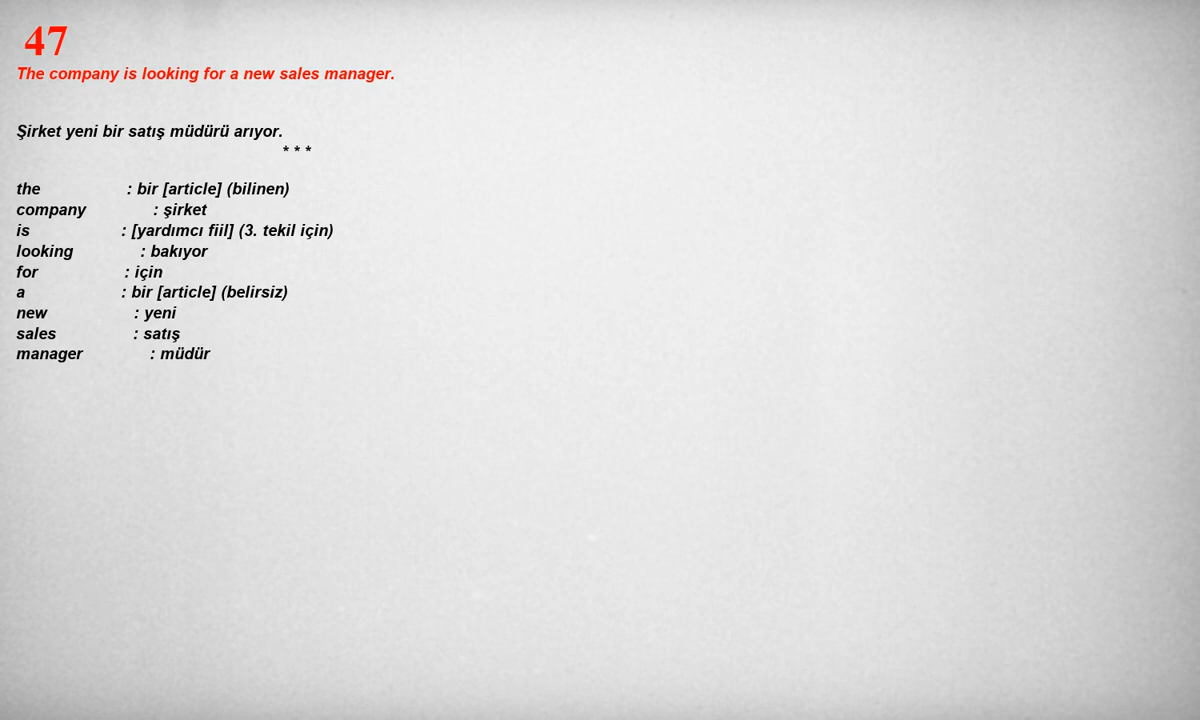 47
The company is looking for a new sales manager.
Şirket yeni bir satış müdürü arıyor.
* * *
the : bir [article] (bilinen)
company : şirket
is : [yardımcı fiil] (3. tekil için)
looking : bakıyor
for : için
a : bir [article] (belirsiz)
new : yeni
sales : satış
manager : müdür